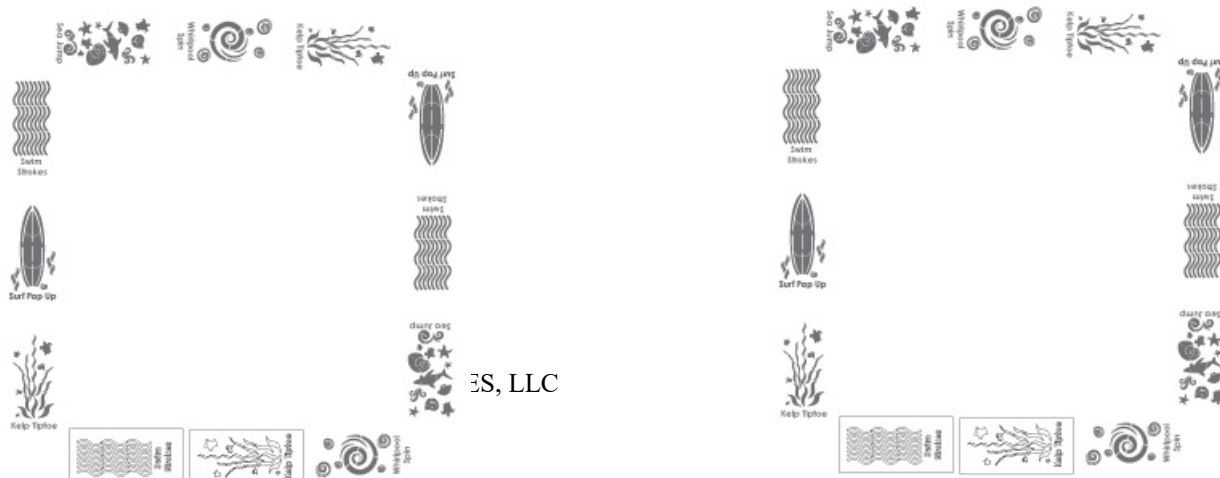 Sea Jump
Whirlpool
Spin
Kelp Tiptoe
Surf Pop Up
Swim
Strokes
Swim
Strokes
Surf Pop Up
Sea Jump
Kelp Tiptoe
Swim
Strokes
Kelp Tiptoe
Whirlpool
Spin
ES, LLC
Sea Jump
Whirlpool
Spin
Kelp Tiptoe
Surf Pop Up
Swim
Strokes
Swim
Strokes
Surf Pop Up
Sea Jump
Kelp Tiptoe
Swim
Strokes
Kelp Tiptoe
Whirlpool
Spin